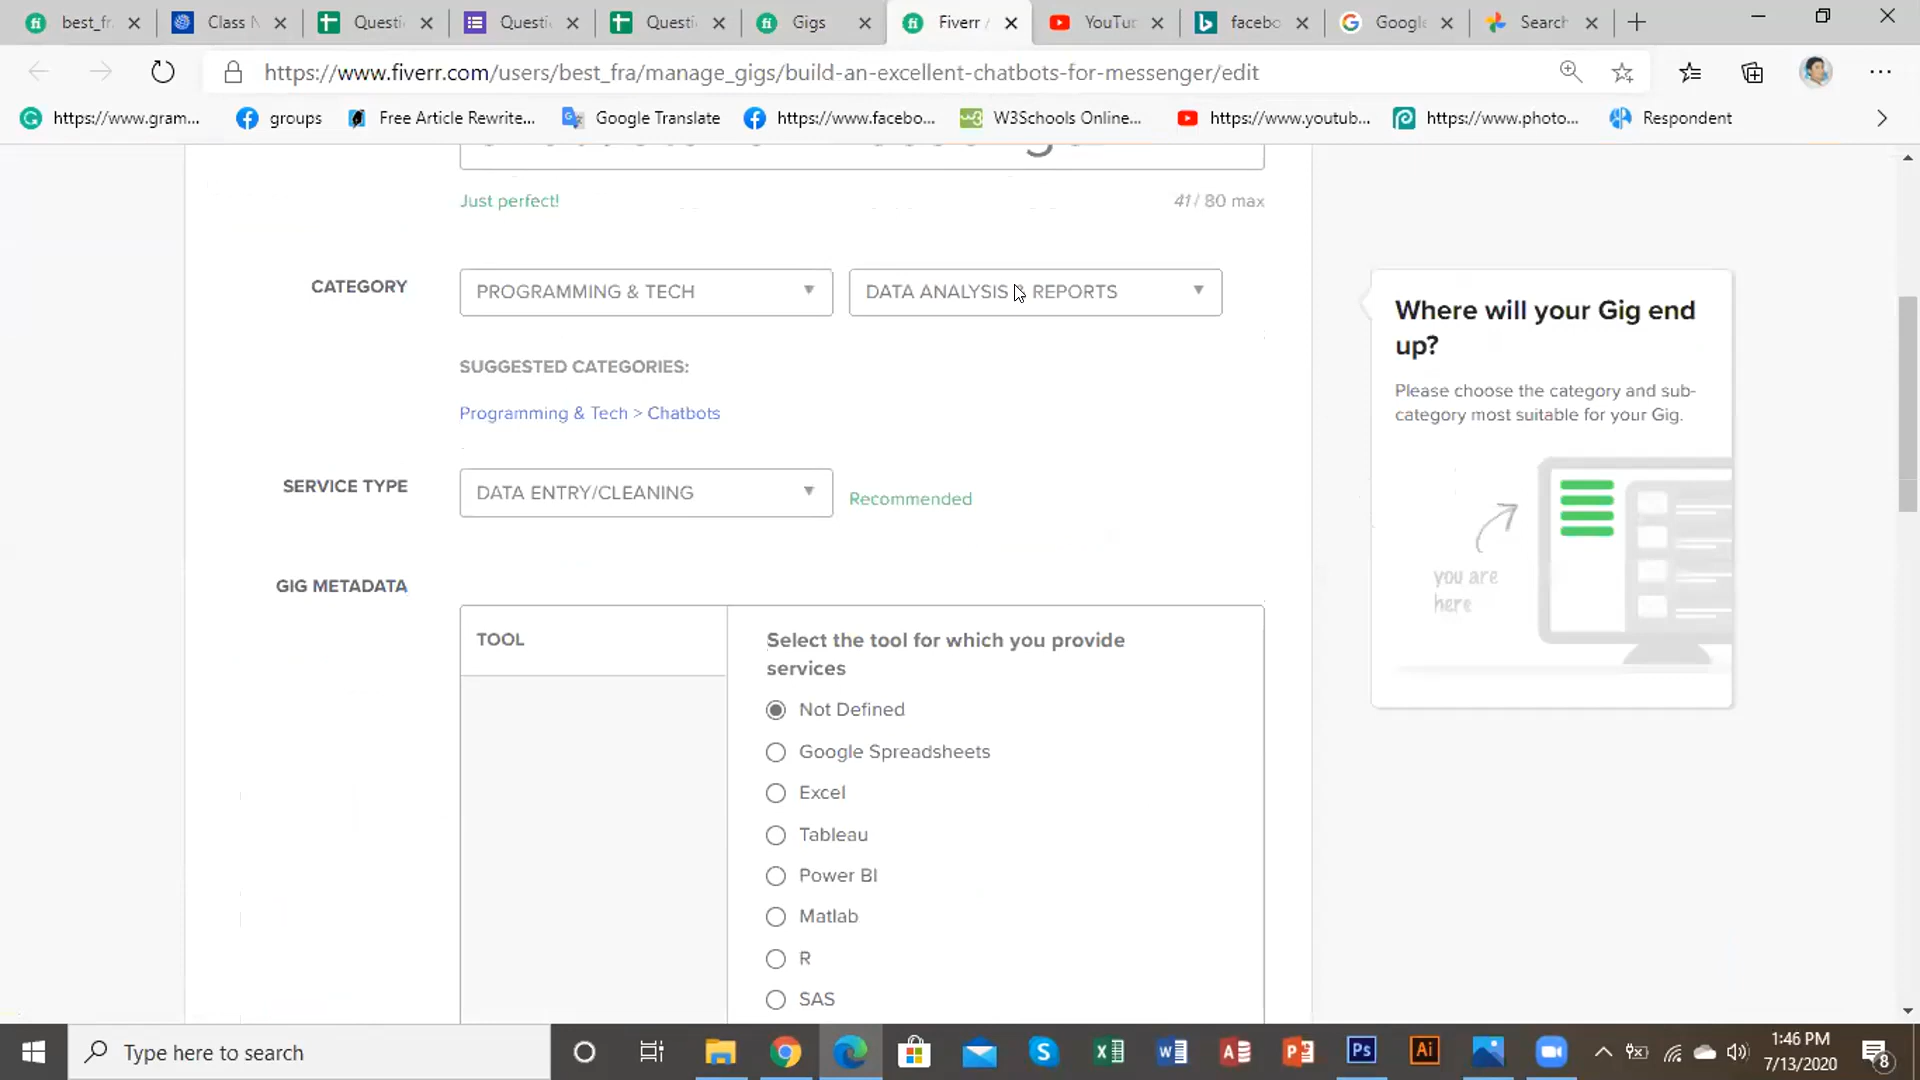 best_fr
Class N
Questi
Questi
Questi
Gigs
Fiverr /
YouTu
facebo
Google
Search
https://www.fiverr.com/users/best_fra/manage_gigs/build-an-excellent-chatbots-for-messenger/edit
https://www.gram...
groups
Free Article Rewrite...
Google Translate
https://www.facebo...
W3Schools Online...
https://www.youtub...
https://www.photo...
Respondent
Just perfect!
41 / 80 max
CATEGORY
PROGRAMMING & TECH
DATA ANALYSIS & REPORTS
SUGGESTED CATEGORIES:
Programming & Tech > Chatbots
SERVICE TYPE
DATA ENTRY/CLEANING
Recommended
GIG METADATA
TOOL
Select the tool for which you provide
services
Not Defined
Google Spreadsheets
Excel
Tableau
Power BI
Matlab
R
SAS
Where will your Gig end
up?
Please choose the category and sub-
category most suitable for your Gig.
you are
here
Type here to search
1:46 PM
7/13/2020
8